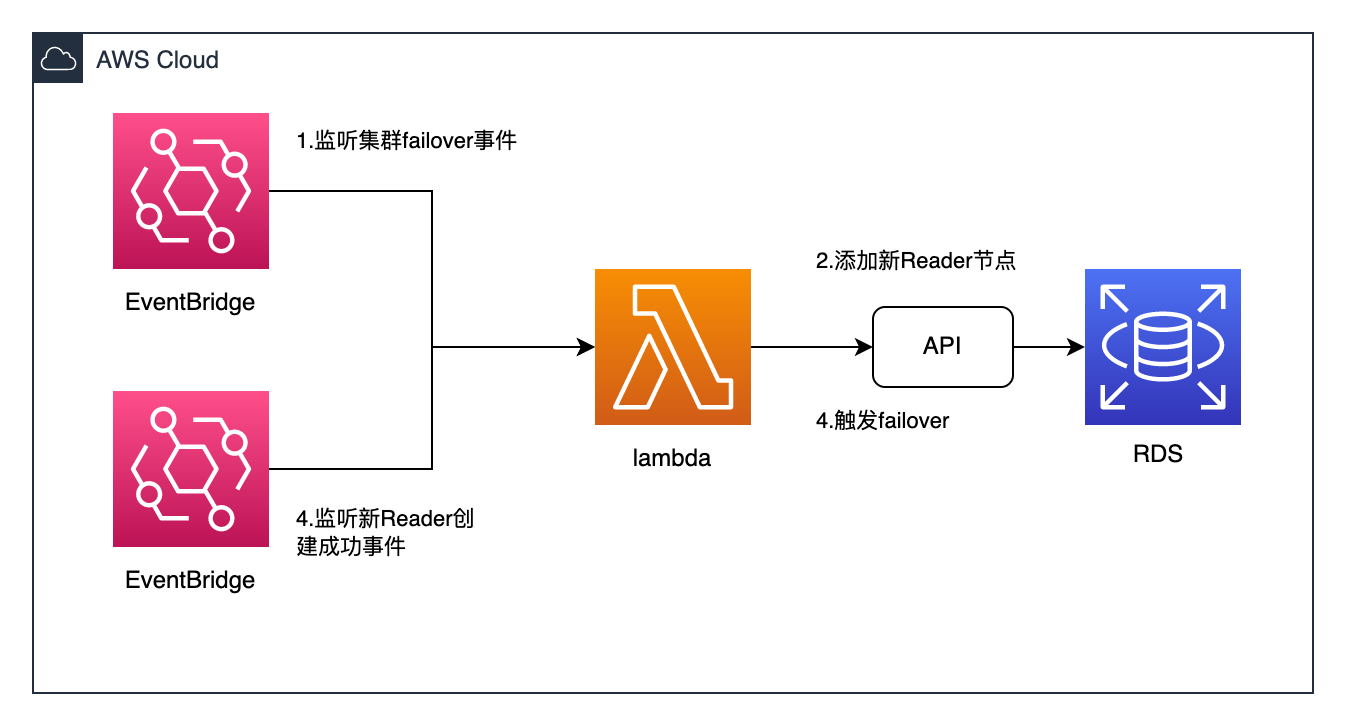 AWS Cloud
1.监听集群failover事件
EventBridge
2.添加新Reader节点
API
4.触发failover
lambda
RDS
4.监听新Reader创
建成功事件
EventBridge